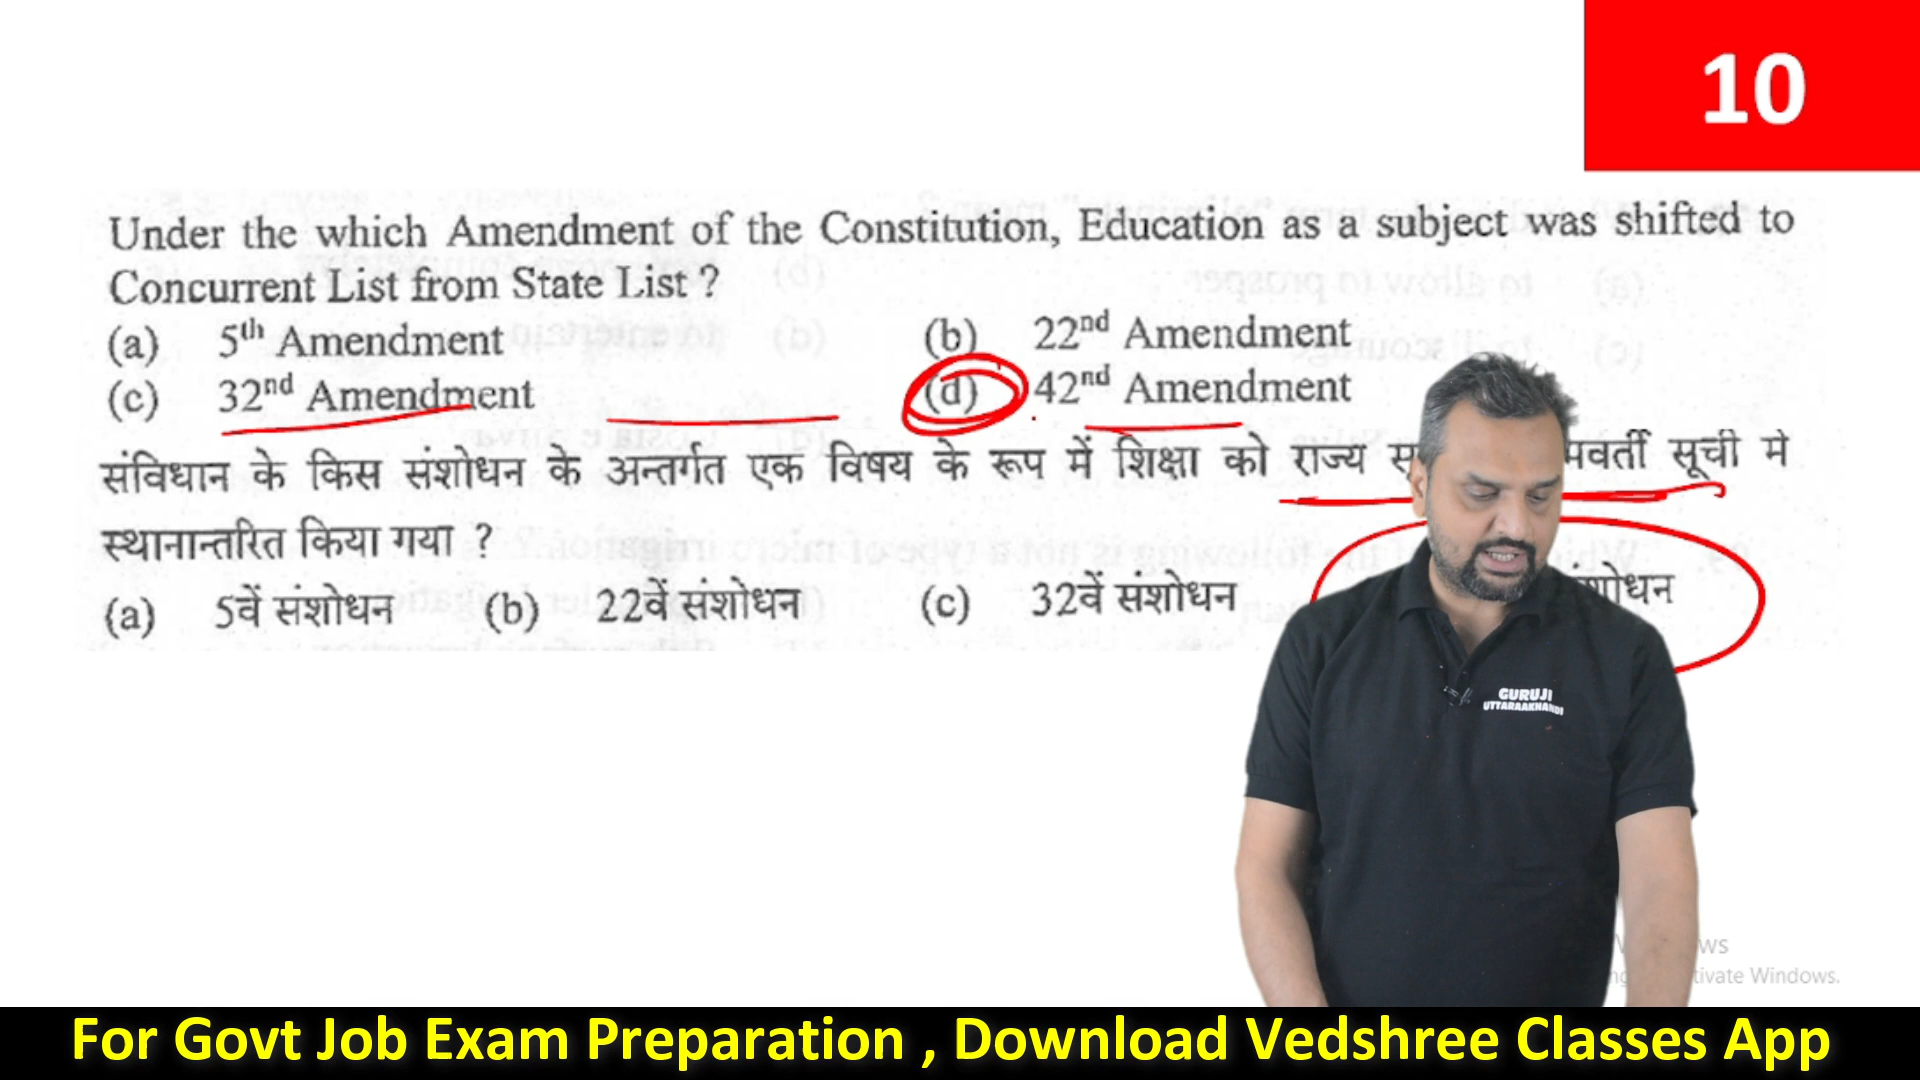 10
Under the which Amendment of the Constitution, Education as a subject was shifted to
Concurrent List from State List ?
(a) 5th Amendment (b) 22nd Amendment
(c) 32nd Amendment (d) 42nd Amendment
संविधान के किस संशोधन के अन्तर्गत एक विषय के रूप में शिक्षा को राज्य सूची में
स्थानान्तरित किया गया ?
(a) 5वें संशोधन (b) 22वें संशोधन (c) 32वें संशोधन
GURUJI
UTTARAAKHANDI
For Govt Job Exam Preparation , Download Vedshree Classes App